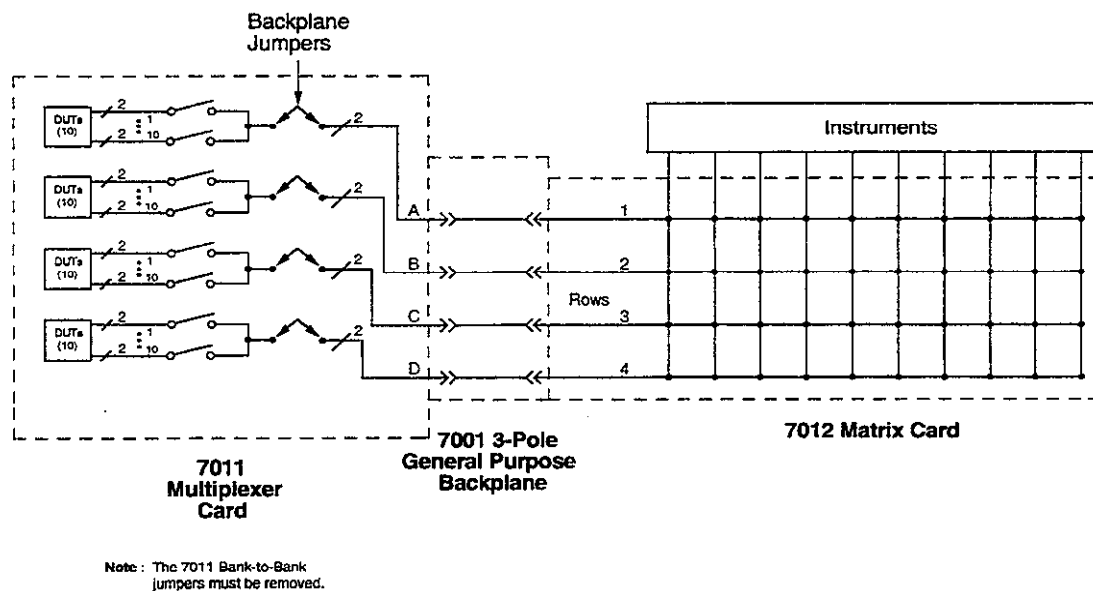 Backplane
Jumpers
DUTs
(10)
2
2
1
10
2
DUTs
(10)
2
2
1
10
2
DUTs
(10)
2
2
1
10
2
DUTs
(10)
2
2
1
10
2
Instruments
A
1
B
2
Rows
C
3
D
4
7011
Multiplexer
Card
7001 3-Pole
General Purpose
Backplane
7012 Matrix Card
Note : The 7011 Bank-to-Bank
jumpers must be removed.